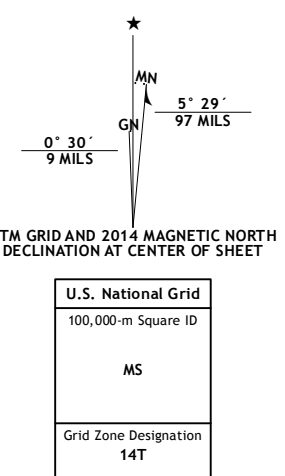 ★
MN
GN
5° 29´
97 MILS
0° 30´
9 MILS
TM GRID AND 2014 MAGNETIC NORTH
DECLINATION AT CENTER OF SHEET
U.S. National Grid
100,000-m Square ID
MS
Grid Zone Designation
14T